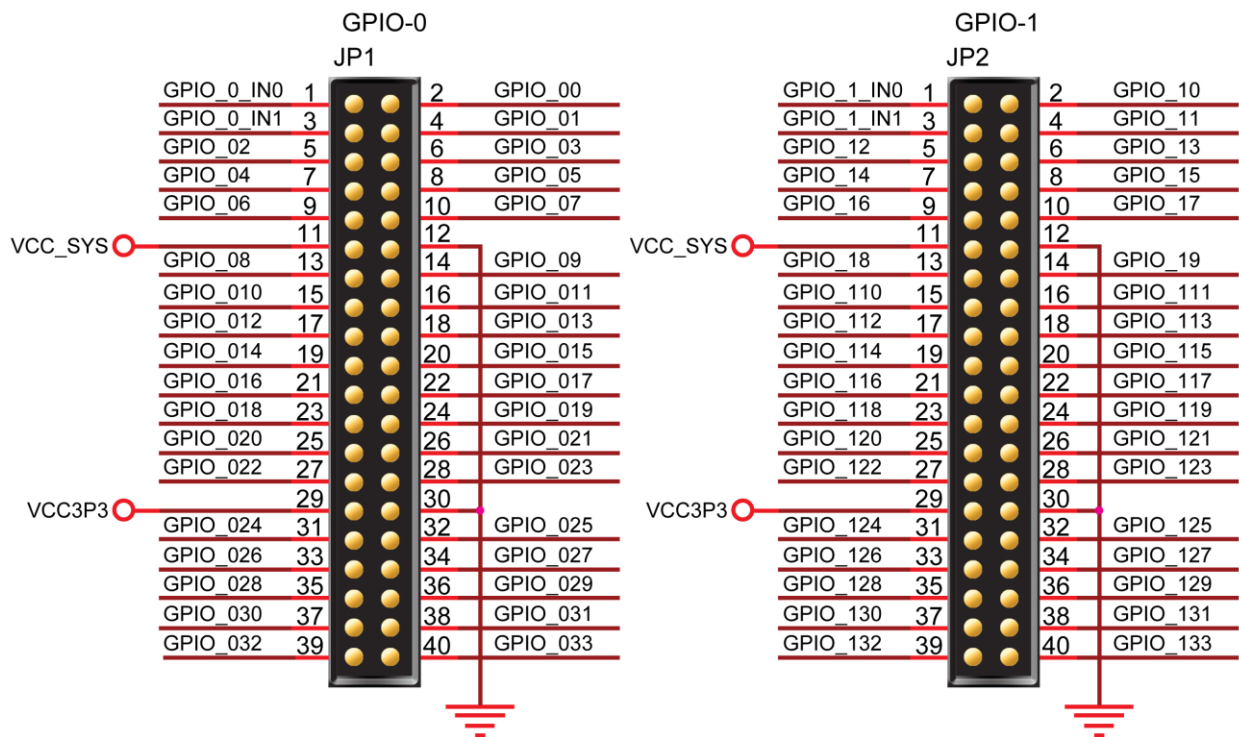 GPIO-0 GPIO-1
JP1 JP2
GPIO_0_IN0 1 2 GPIO_00 GPIO_1_IN0 1 2 GPIO_10
GPIO_0_IN1 3 4 GPIO_01 GPIO_1_IN1 3 4 GPIO_11
GPIO_02 5 6 GPIO_03 GPIO_12 5 6 GPIO_13
GPIO_04 7 8 GPIO_05 GPIO_14 7 8 GPIO_15
GPIO_06 9 10 GPIO_07 GPIO_16 9 10 GPIO_17
VCC_SYS 11 12 VCC_SYS 11 12
GPIO_08 13 14 GPIO_09 GPIO_18 13 14 GPIO_19
GPIO_010 15 16 GPIO_011 GPIO_110 15 16 GPIO_111
GPIO_012 17 18 GPIO_013 GPIO_112 17 18 GPIO_113
GPIO_014 19 20 GPIO_015 GPIO_114 19 20 GPIO_115
GPIO_016 21 22 GPIO_017 GPIO_116 21 22 GPIO_117
GPIO_018 23 24 GPIO_019 GPIO_118 23 24 GPIO_119
GPIO_020 25 26 GPIO_021 GPIO_120 25 26 GPIO_121
GPIO_022 27 28 GPIO_023 GPIO_122 27 28 GPIO_123
VCC3P3 29 30 VCC3P3 29 30
GPIO_024 31 32 GPIO_025 GPIO_124 31 32 GPIO_125
GPIO_026 33 34 GPIO_027 GPIO_126 33 34 GPIO_127
GPIO_028 35 36 GPIO_029 GPIO_128 35 36 GPIO_129
GPIO_030 37 38 GPIO_031 GPIO_130 37 38 GPIO_131
GPIO_032 39 40 GPIO_033 GPIO_132 39 40 GPIO_133